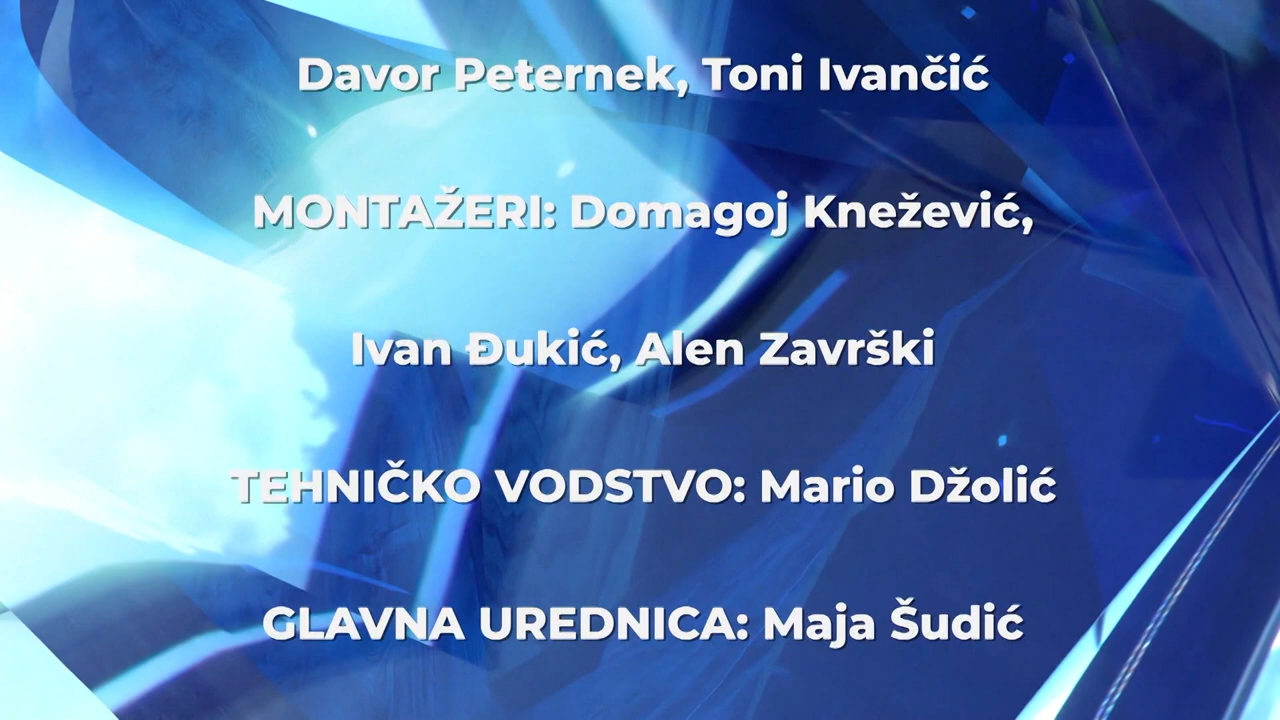 Davor Peternek, Toni Ivančić
MONTAŽERI: Domagoj Knežević,
Ivan Đukić, Alen Završki
TEHNIČKO VODSTVO: Mario Džolić
GLAVNA UREDNICA: Maja Šudić